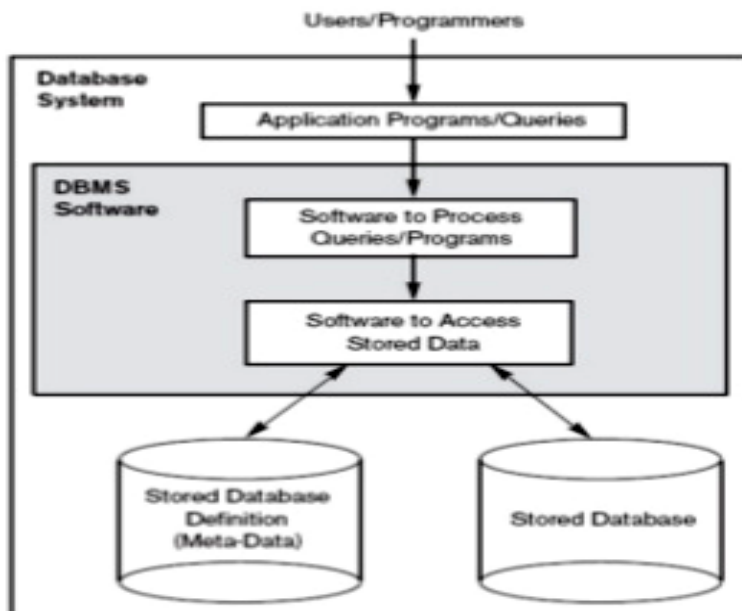 Users/Programmers
Database
System
Application Programs/Queries
DBMS
Software
Software to Process
Queries/Programs
Software to Access
Stored Data
Stored Database
Definition
(Meta-Data)
Stored Database